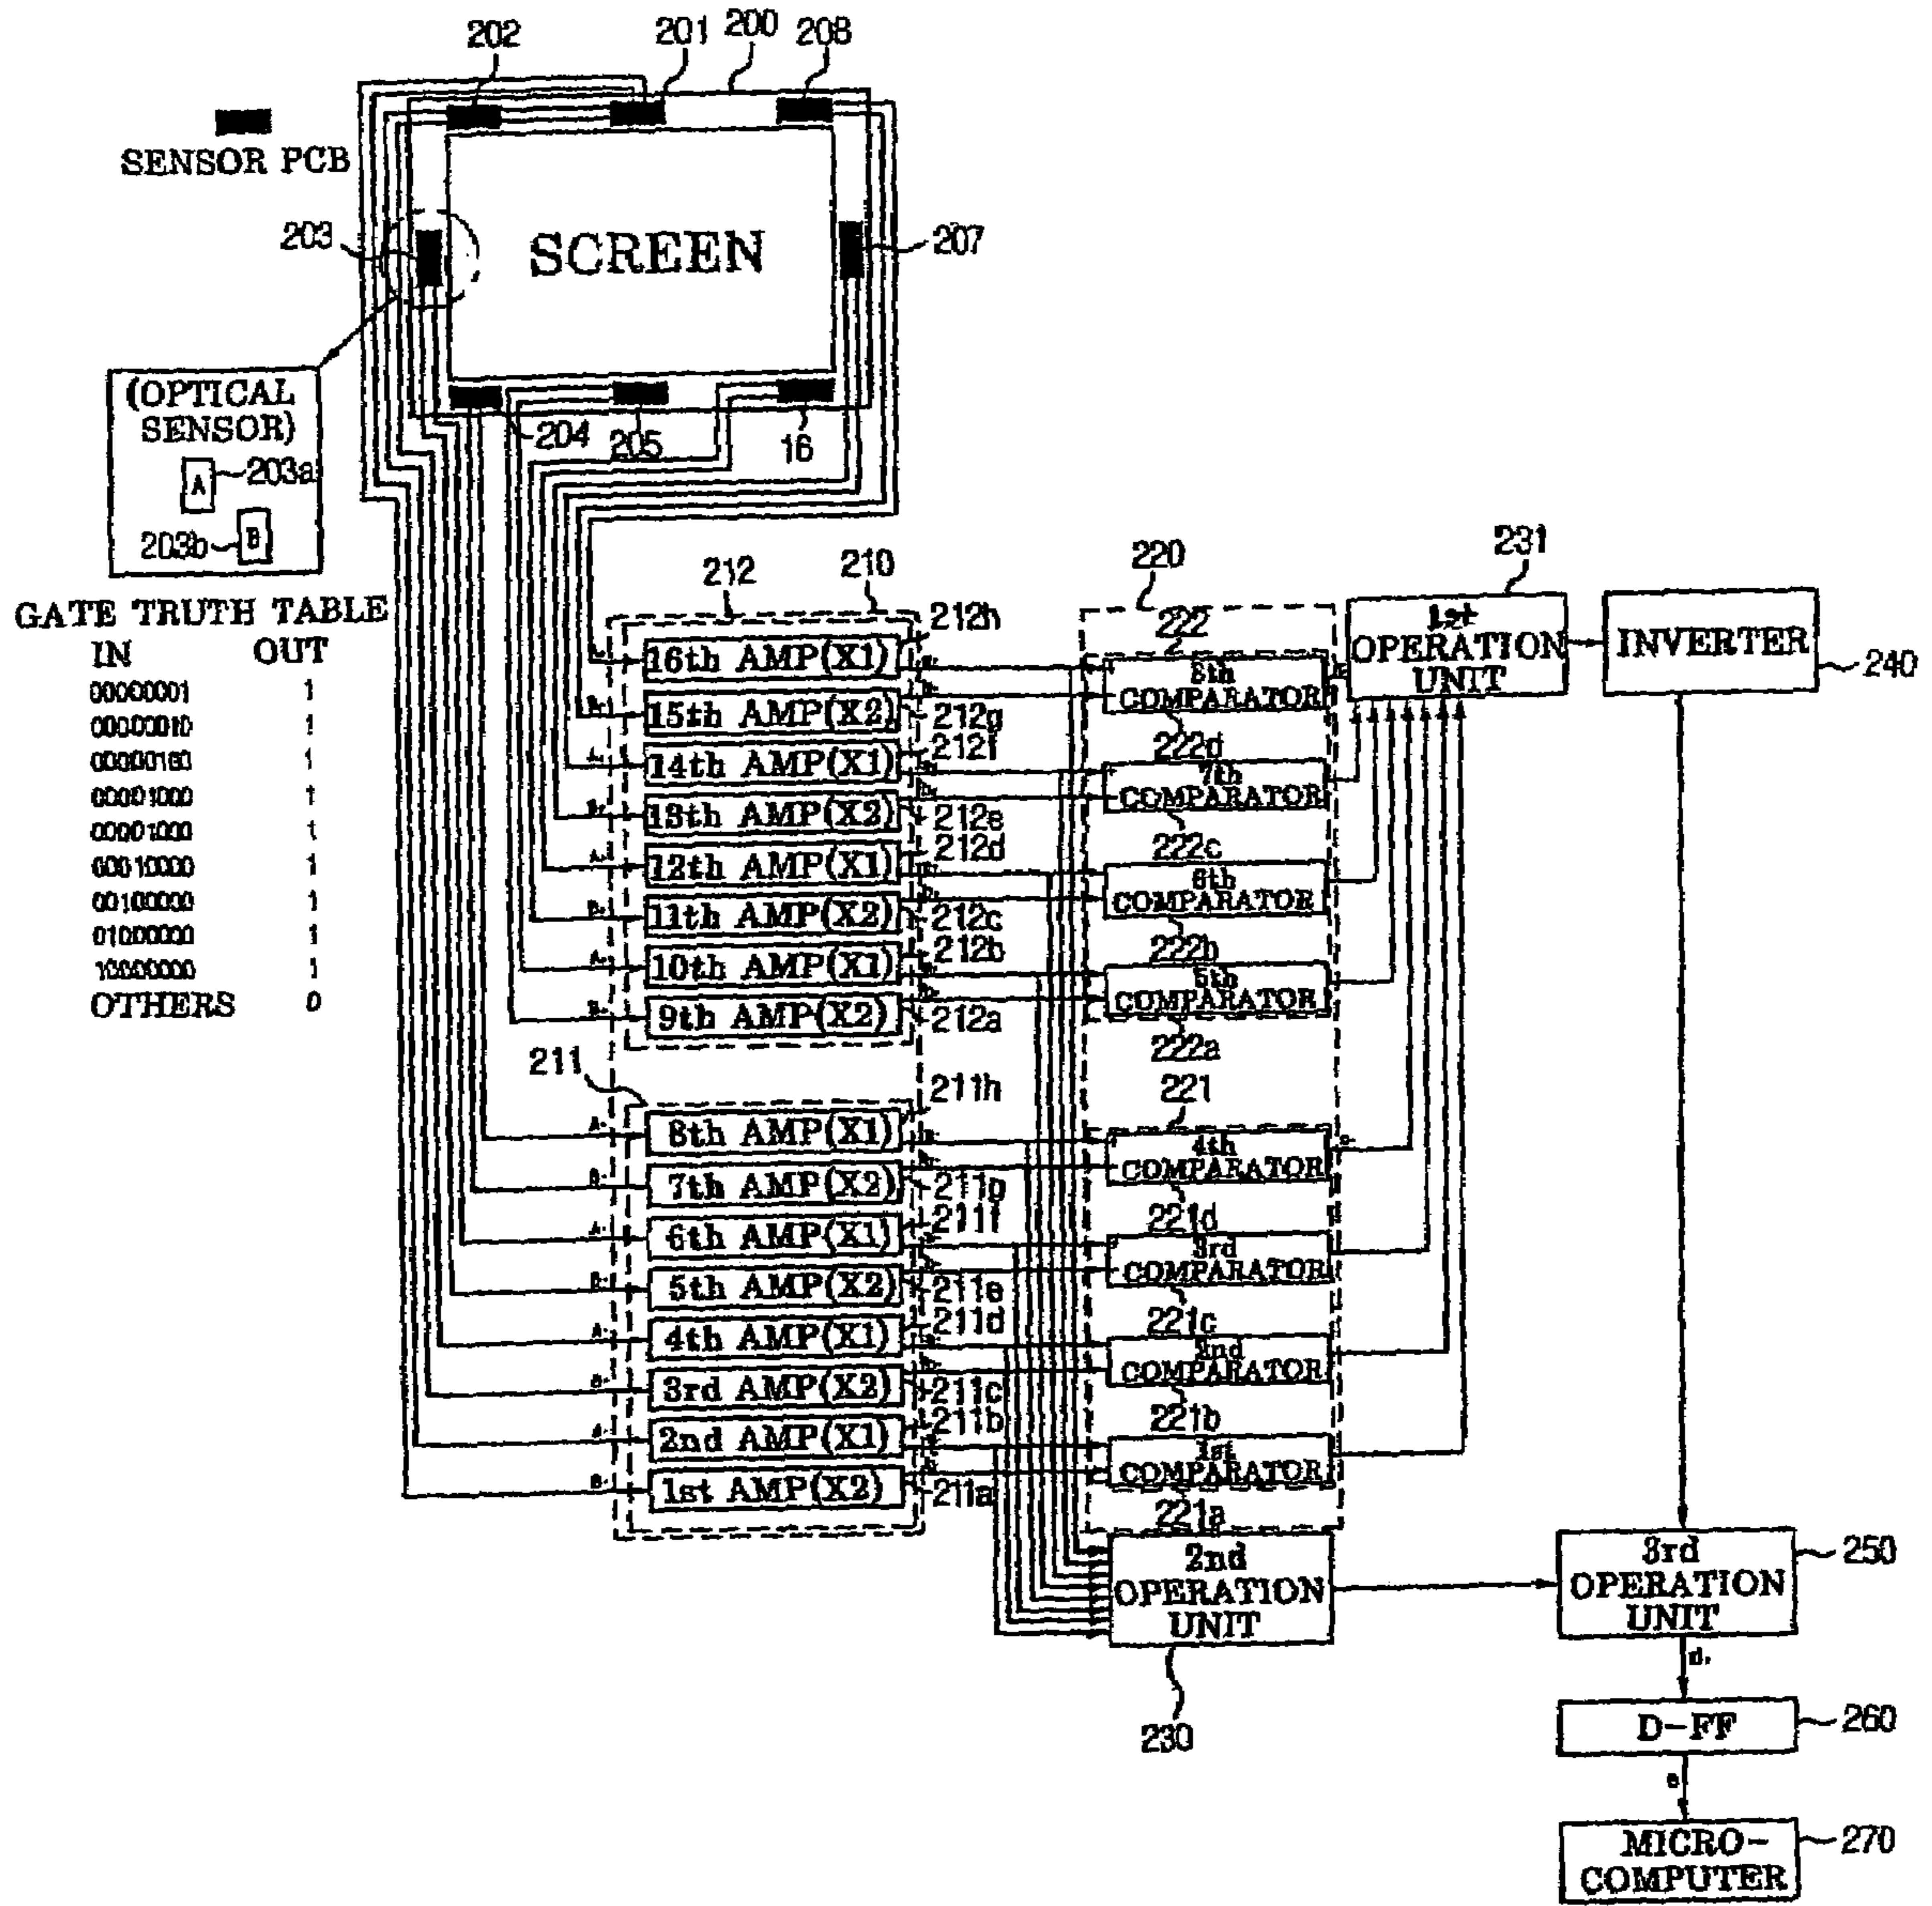 202
201
200
208
SENSOR PCB
203
SCREEN
207
(OPTICAL
SENSOR)
A
203a
203b
B
204
205
16
GATE TRUTH TABLE
IN OUT
00000001 1
00000010 1
00000100 1
00001000 1
00001000 1
00010000 1
00100000 1
01000000 1
10000000 1
OTHERS 0
212
210
212h
16th AMP(X1)
15th AMP(X2)
212g
212f
14th AMP(X1)
13th AMP(X2)
212e
212d
12th AMP(X1)
11th AMP(X2)
212c
212b
10th AMP(X1)
9th AMP(X2)
212a
211
211h
8th AMP(X1)
7th AMP(X2)
211g
211f
6th AMP(X1)
5th AMP(X2)
211e
211d
4th AMP(X1)
3rd AMP(X2)
211c
211b
2nd AMP(X1)
1st AMP(X2)
211a
220
222
8th
COMPARATOR
222d
7th
COMPARATOR
222c
6th
COMPARATOR
222b
5th
COMPARATOR
222a
221
4th
COMPARATOR
221d
3rd
COMPARATOR
221c
2nd
COMPARATOR
221b
1st
COMPARATOR
221a
2nd
OPERATION
UNIT
230
231
1st
OPERATION
UNIT
INVERTER
240
3rd
OPERATION
UNIT
250
d.
D-FF
260
e
MICRO-
COMPUTER
270